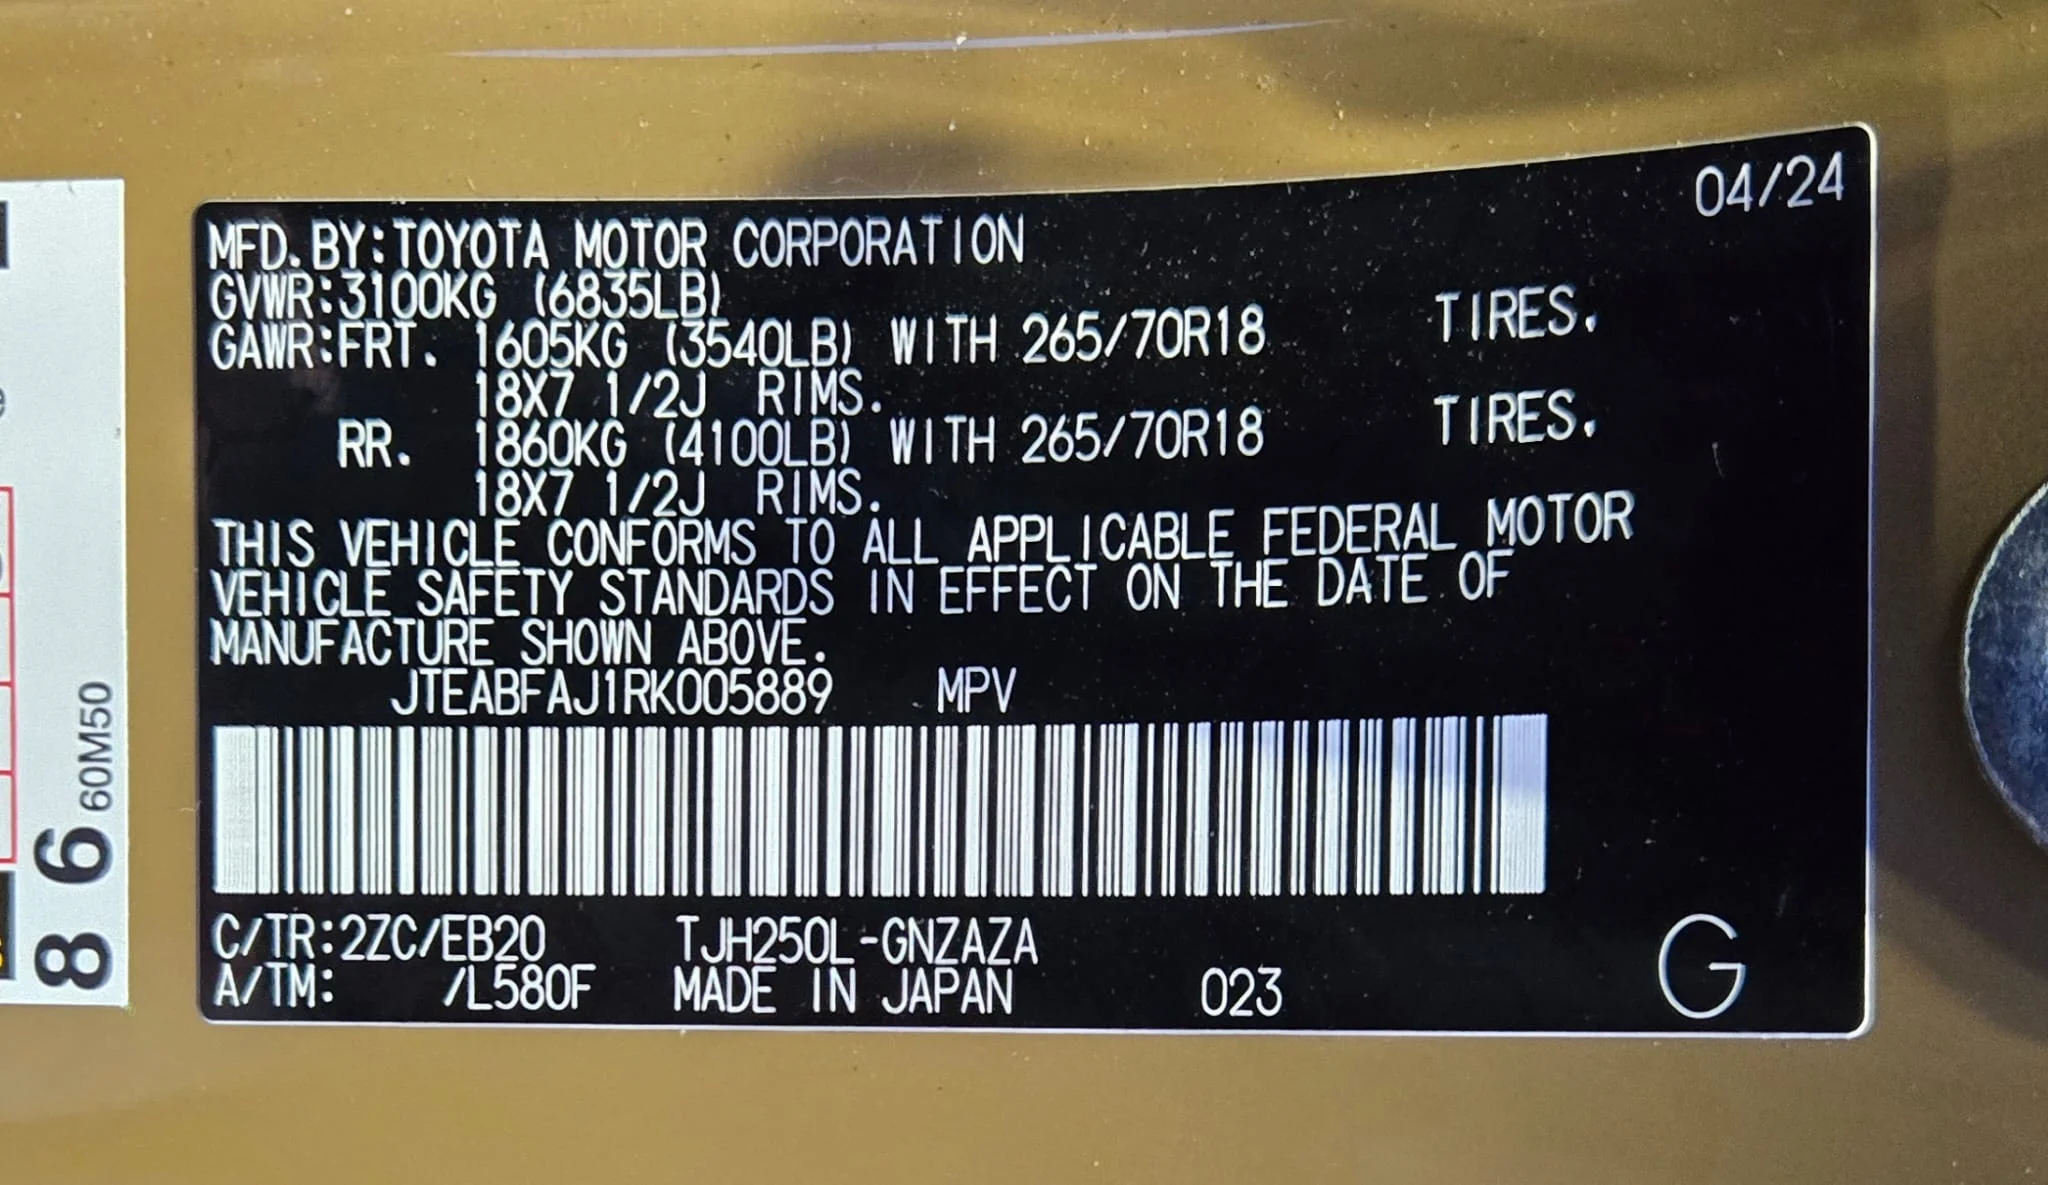 04/24
MFD.BY:TOYOTA MOTOR CORPORATION
GVWR:3100KG (6835LB)
GAWR:FRT. 1605KG (3540LB) WITH 265/70R18 TIRES.
18X7 1/2J RIMS.
RR. 1860KG (4100LB) WITH 265/70R18 TIRES.
18X7 1/2J RIMS.
THIS VEHICLE CONFORMS TO ALL APPLICABLE FEDERAL MOTOR
VEHICLE SAFETY STANDARDS IN EFFECT ON THE DATE OF
MANUFACTURE SHOWN ABOVE.
JTEABFAJ1RK005889 MPV
C/TR:2ZC/EB20 TJH250L-GNZAZA
A/TM: /L580F MADE IN JAPAN 023 G
86 60M50